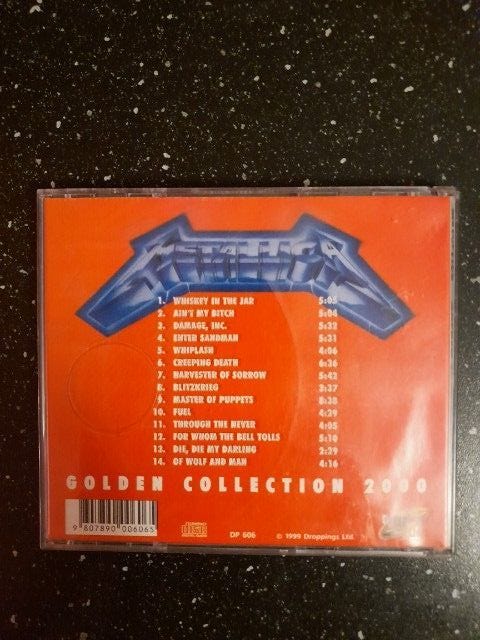 METALLICA
1. WHISKEY IN THE JAR 5:05
2. AIN'T MY BITCH 5:04
3. DAMAGE, INC. 5:32
4. ENTER SANDMAN 5:31
5. WHIPLASH 4:06
6. CREEPING DEATH 6:36
7. HARVESTER OF SORROW 5:42
8. BLITZKRIEG 3:37
9. MASTER OF PUPPETS 8:38
10. FUEL 4:29
11. THROUGH THE NEVER 4:05
12. FOR WHOM THE BELL TOLLS 5:10
13. DIE, DIE MY DARLING 2:29
14. OF WOLF AND MAN 4:16
GOLDEN COLLECTION 2000
9 807890 006065
DP 606
© 1999 Droppings Ltd.